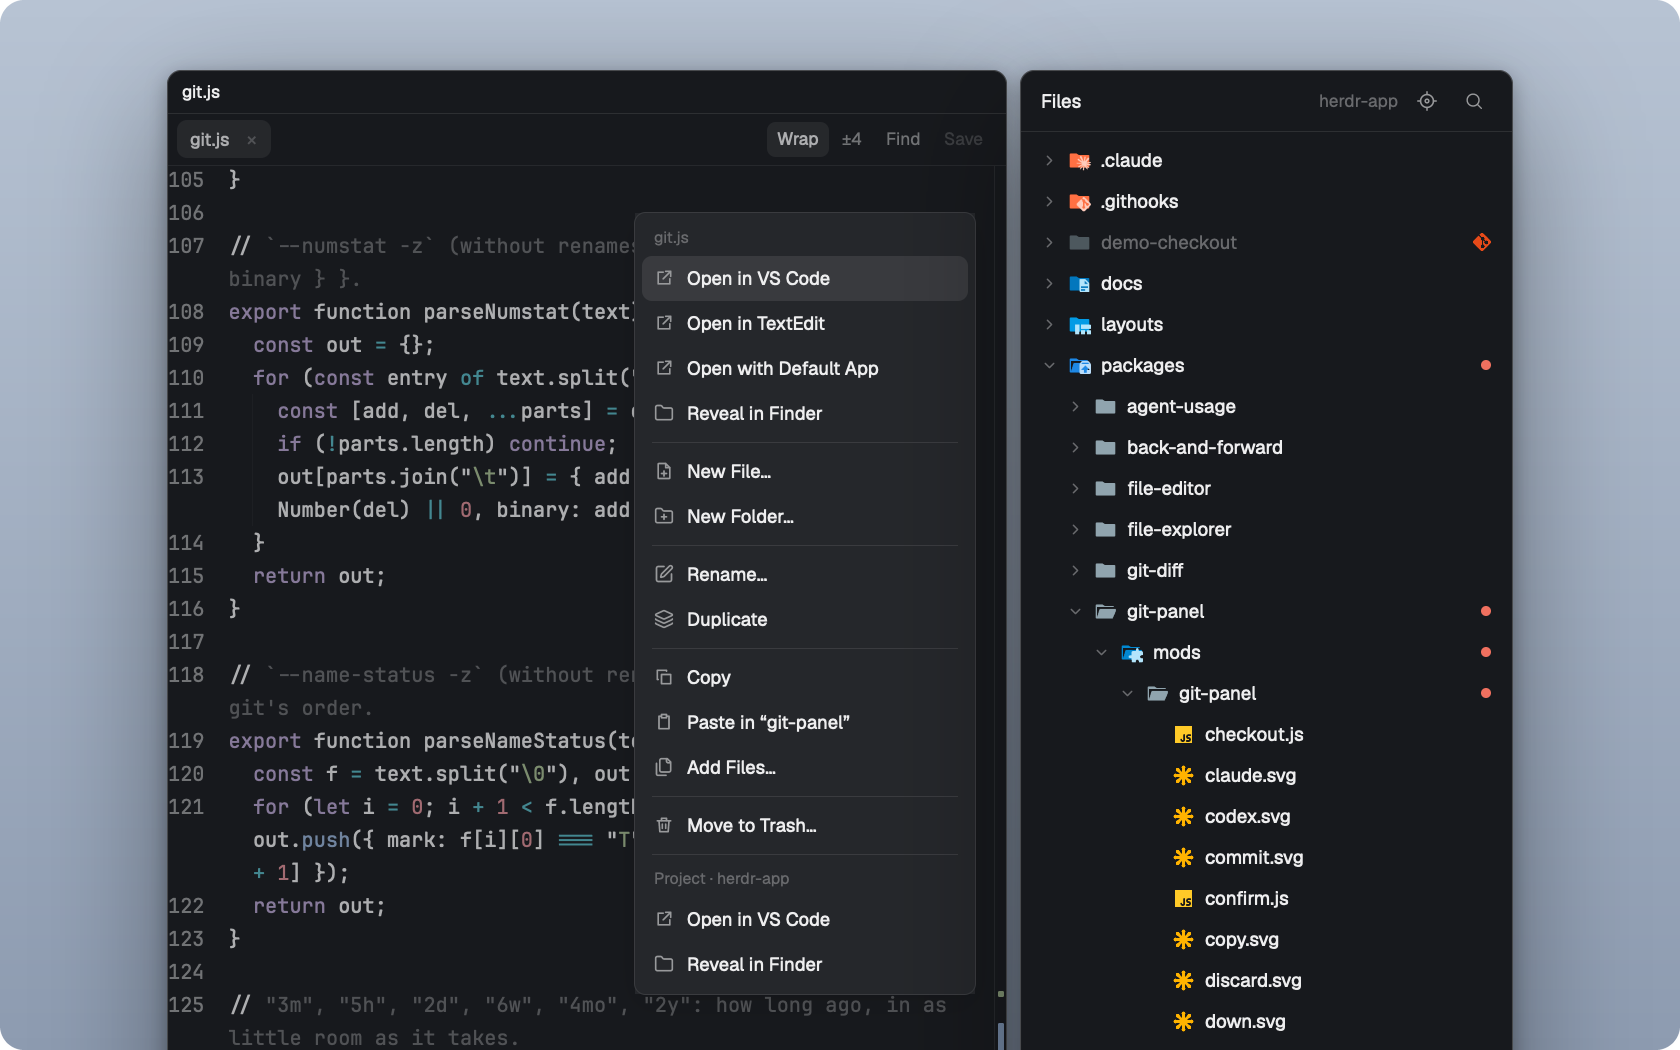 git.js
git.js ×
Wrap ±4 Find Save
105 }
106
107 // `--numstat -z` (without renames
binary } }.
108 export function parseNumstat(text)
109 const out = {};
110 for (const entry of text.split("
111 const [add, del, ...parts] =
112 if (!parts.length) continue;
113 out[parts.join("\t")] = { add
Number(del) || 0, binary: add
114 }
115 return out;
116 }
117
118 // `--name-status -z` (without ren
git's order.
119 export function parseNameStatus(te
120 const f = text.split("\0"), out
121 for (let i = 0; i + 1 < f.length
out.push({ mark: f[i][0] === "T"
+ 1] });
122 return out;
123 }
124
125 // "3m", "5h", "2d", "6w", "4mo", "2y": how long ago, in as
little room as it takes.
git.js
Open in VS Code
Open in TextEdit
Open with Default App
Reveal in Finder
New File...
New Folder...
Rename...
Duplicate
Copy
Paste in “git-panel”
Add Files...
Move to Trash...
Project · herdr-app
Open in VS Code
Reveal in Finder
Files herdr-app
.claude
.githooks
demo-checkout
docs
layouts
packages
agent-usage
back-and-forward
file-editor
file-explorer
git-diff
git-panel
mods
git-panel
JS checkout.js
claude.svg
codex.svg
commit.svg
JS confirm.js
copy.svg
discard.svg
down.svg